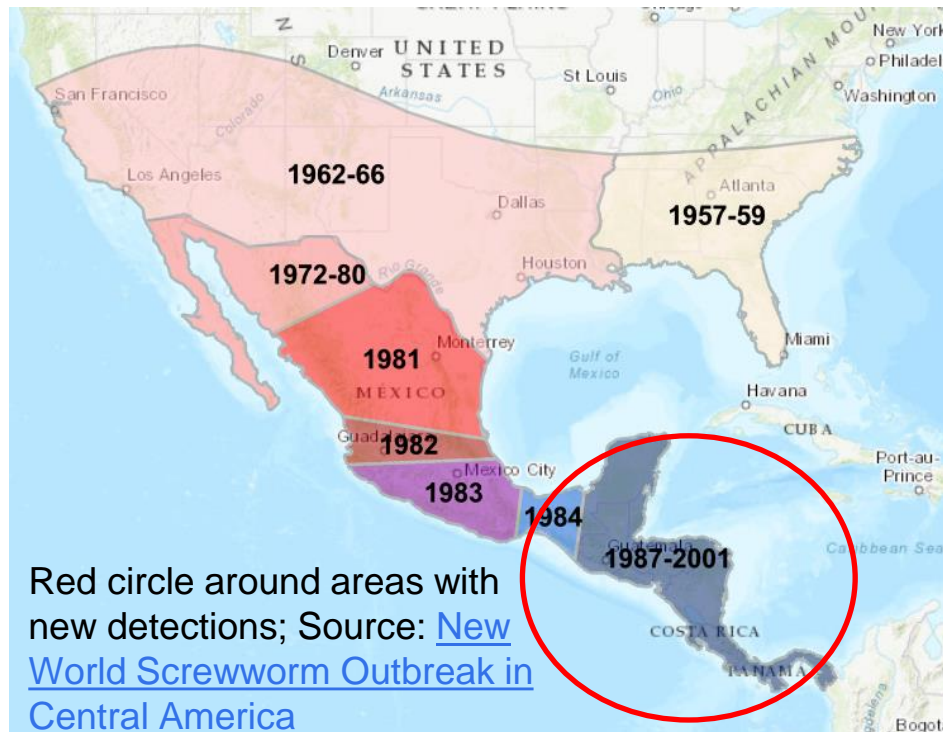 Chicago
New York
Denver
UNITED
STATES
Philadel
St Louis
Ohio
Washington
Arkansas
APPALACHIAN MOU
San Francisco
Colorado
Los Angeles
1962-66
Atlanta
Dallas
1957-59
Houston
1972-80
Rio Grande
Monterrey
Miami
1981
Gulf of
Mexico
MÉXICO
Havana
CUBA
1982
Port-au-
Prince
Mexico City
1983
1984
Guatemala
1987-2001
Caribbean Sea
COSTA RICA
PANAMA
Bogot
Red circle around areas with
new detections; Source: New
World Screwworm Outbreak in
Central America